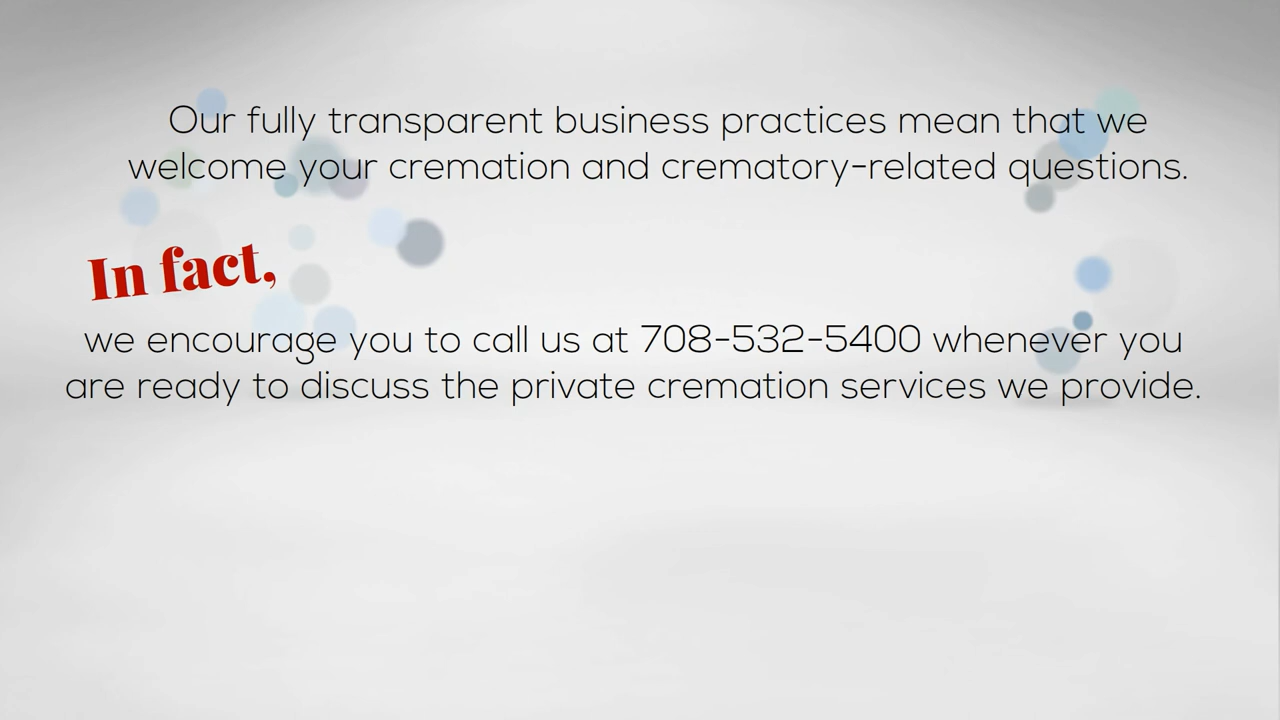 Our fully transparent business practices mean that we
welcome your cremation and crematory-related questions.
In fact,
we encourage you to call us at 708-532-5400 whenever you
are ready to discuss the private cremation services we provide.